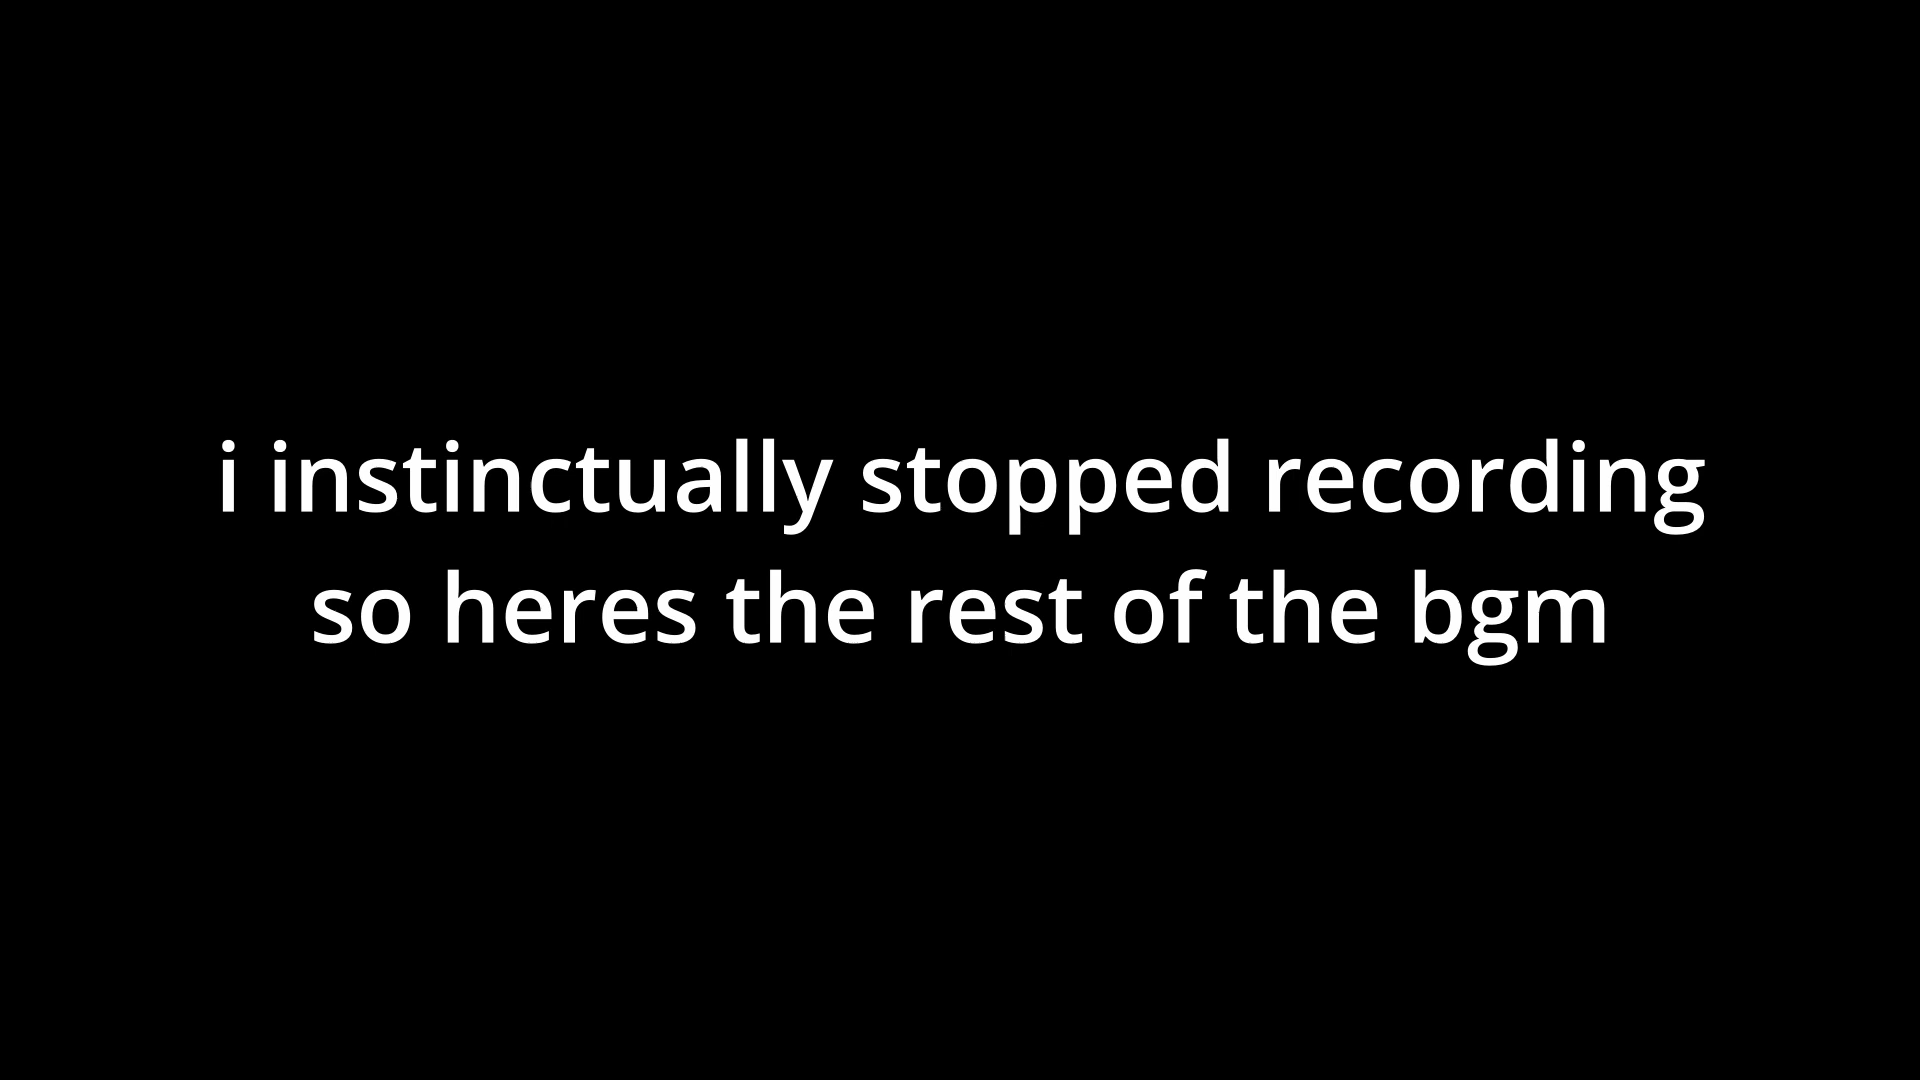 i instinctually stopped recording
so heres the rest of the bgm